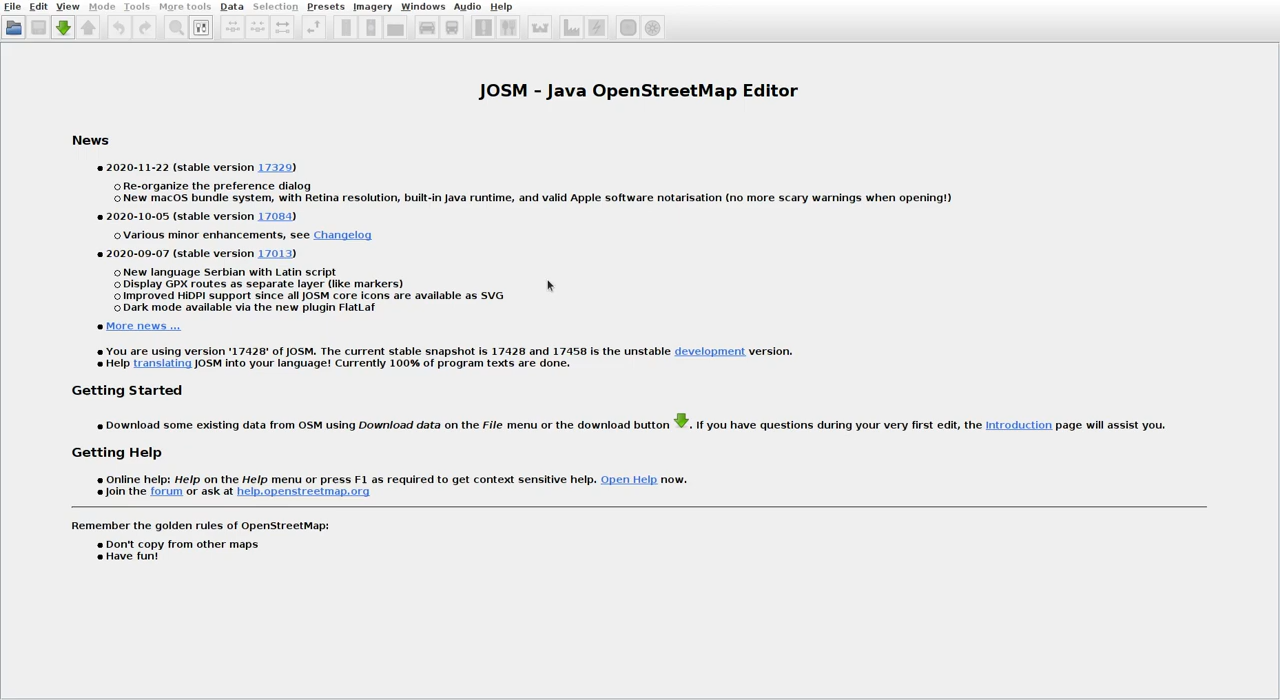 File Edit View Mode Tools More tools Data Selection Presets Imagery Windows Audio Help
JOSM – Java OpenStreetMap Editor
News
2020-11-22 (stable version 17329)
Re-organize the preference dialog
New macOS bundle system, with Retina resolution, built-in Java runtime, and valid Apple software notarisation (no more scary warnings when opening!)
2020-10-05 (stable version 17084)
Various minor enhancements, see Changelog
2020-09-07 (stable version 17013)
New language Serbian with Latin script
Display GPX routes as separate layer (like markers)
Improved HiDPI support since all JOSM core icons are available as SVG
Dark mode available via the new plugin FlatLaf
More news ...
You are using version '17428' of JOSM. The current stable snapshot is 17428 and 17458 is the unstable development version.
Help translating JOSM into your language! Currently 100% of program texts are done.
Getting Started
Download some existing data from OSM using Download data on the File menu or the download button . If you have questions during your very first edit, the Introduction page will assist you.
Getting Help
Online help: Help on the Help menu or press F1 as required to get context sensitive help. Open Help now.
Join the forum or ask at help.openstreetmap.org
Remember the golden rules of OpenStreetMap:
Don't copy from other maps
Have fun!